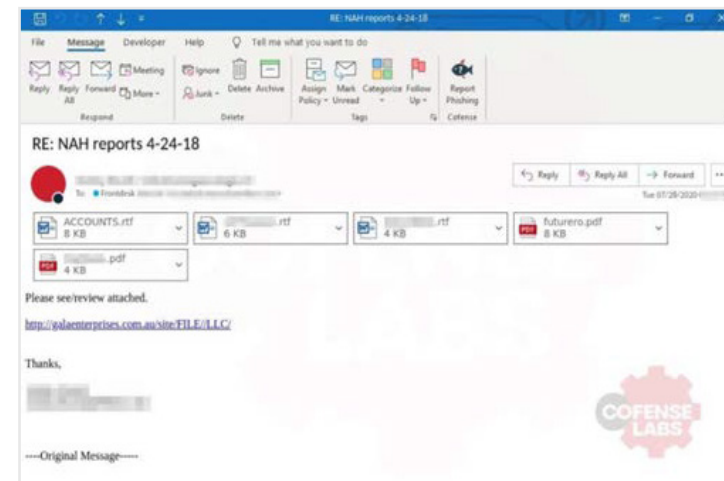 RE: NAH reports 4-24-18
File Message Developer Help Tell me what you want to do
Reply Reply All Forward Meeting More Ignore Junk Delete Archive Assign Policy Mark Unread Categorize Follow Up Report Phishing
Respond Delete Tags Cofense
RE: NAH reports 4-24-18
Reply Reply All Forward ...
To Frontdesk
Tue 07/28/2020
ACCOUNTS.rtf .rtf .rtf futurero.pdf
8 KB 6 KB 4 KB 8 KB
.pdf
4 KB
Please see/review attached.
http://galaenterprises.com.au/site/FILE//LLC/
Thanks,
COFENSE
LABS
----Original Message-----